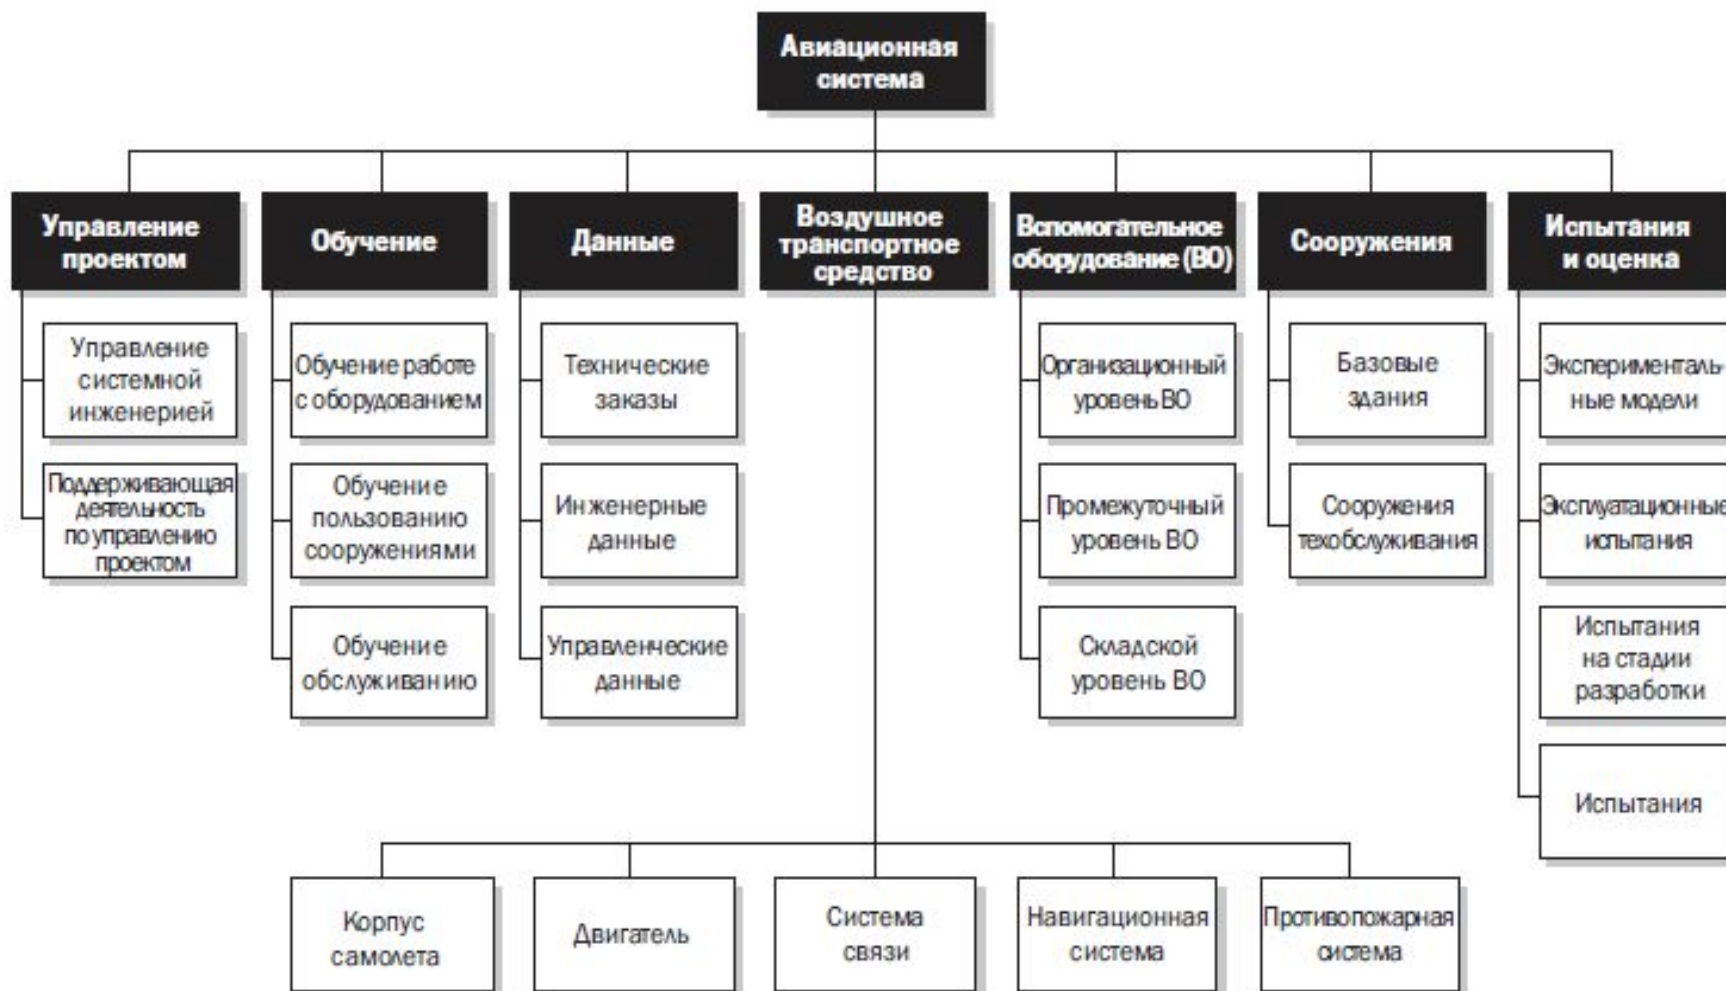 Авиационная
система
Управление
проектом
Обучение
Данные
Воздушное
транспортное
средство
Вспомогательное
оборудование (ВО)
Сооружения
Испытания
и оценка
Управление
системной
инженерией
Поддерживающая
деятельность
по управлению
проектом
Обучение работе
с оборудованием
Обучение
пользованию
сооружениями
Обучение
обслуживанию
Технические
заказы
Инженерные
данные
Управленческие
данные
Организационный
уровень ВО
Промежуточный
уровень ВО
Складской
уровень ВО
Базовые
здания
Сооружения
техобслуживания
Эксперименталь-
ные модели
Эксплуатационные
испытания
Испытания
на стадии
разработки
Испытания
Корпус
самолета
Двигатель
Система
связи
Навигационная
система
Противопожарная
система